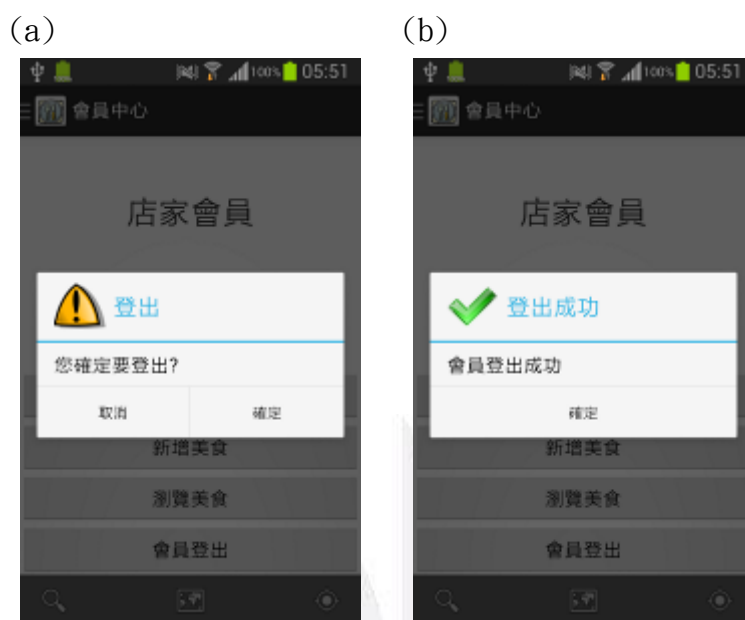 (a)
100% 05:51
會員中心
店家會員
登出
您確定要登出?
取消 確定
新增美食
瀏覽美食
會員登出
(b)
100% 05:51
會員中心
店家會員
登出成功
會員登出成功
確定
新增美食
瀏覽美食
會員登出